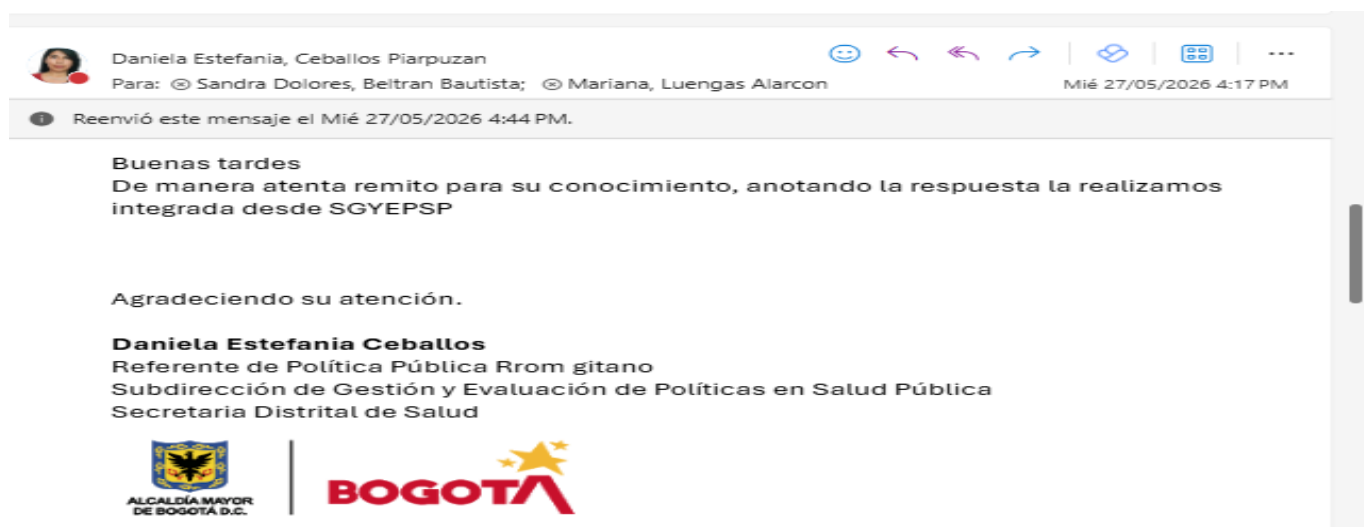 Daniela Estefania, Ceballos Piarpuzan
Para: Sandra Dolores, Beltran Bautista; Mariana, Luengas Alarcon
Mié 27/05/2026 4:17 PM
Reenvió este mensaje el Mié 27/05/2026 4:44 PM.
Buenas tardes
De manera atenta remito para su conocimiento, anotando la respuesta la realizamos
integrada desde SGYEPSP
Agradeciendo su atención.
Daniela Estefania Ceballos
Referente de Política Pública Rrom gitano
Subdirección de Gestión y Evaluación de Políticas en Salud Pública
Secretaria Distrital de Salud
ALCALDÍA MAYOR
DE BOGOTÁ D.C.
BOGOTÁ